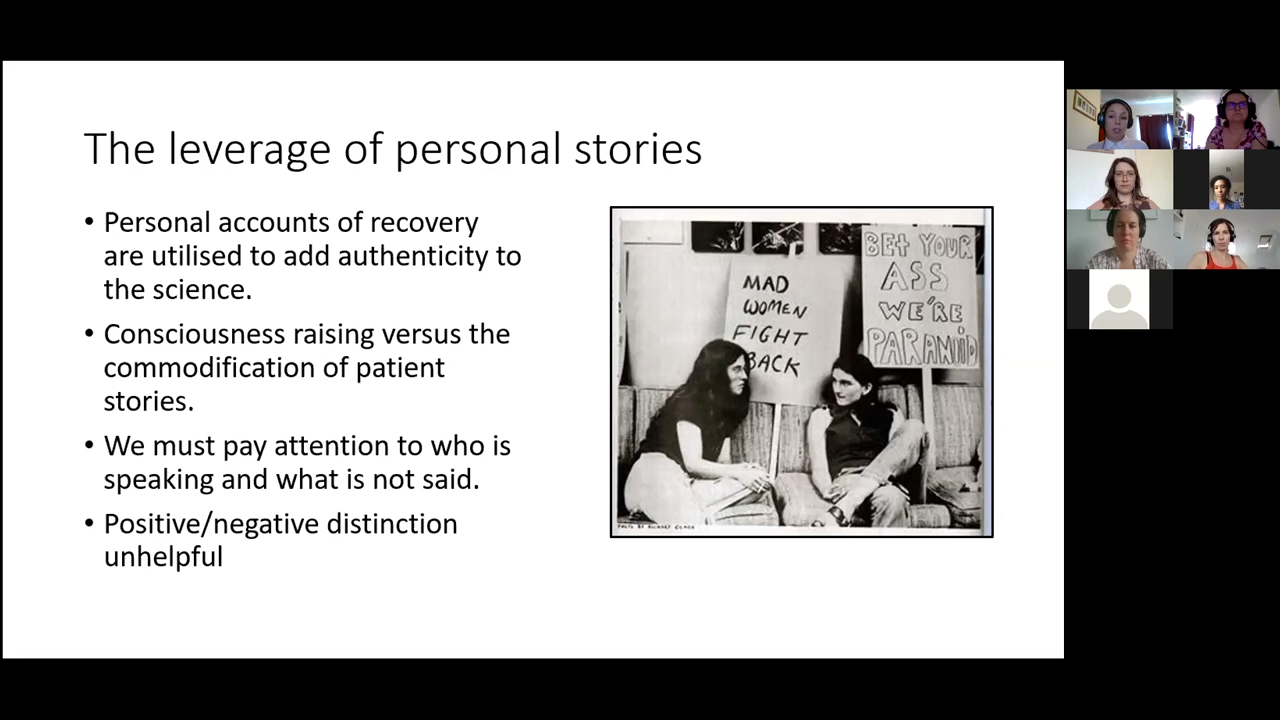 The leverage of personal stories
• Personal accounts of recovery
are utilised to add authenticity to
the science.
• Consciousness raising versus the
commodification of patient
stories.
• We must pay attention to who is
speaking and what is not said.
• Positive/negative distinction
unhelpful
MAD
WOMEN
FIGHT
BACK
BET YOUR
ASS
WE'RE
PARANOID
PHOTO BY